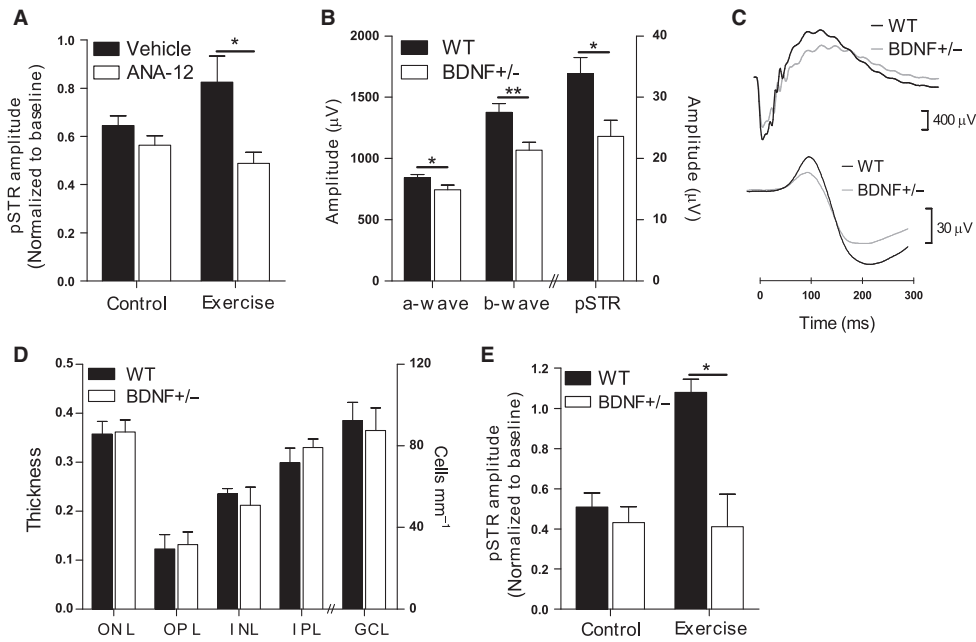 A
pSTR amplitude
(Normalized to baseline)
1.0
0.8
0.6
0.4
0.2
0.0
Vehicle
ANA-12
*
Control Exercise
B
Amplitude (μV)
2000
1500
1000
500
0
WT
BDNF+/–
*
**
*
40
30
20
10
0
Amplitude (μV)
a-wave b-wave pSTR
C
WT
BDNF+/–
400 μV
WT
BDNF+/–
30 μV
0 100 200 300
Time (ms)
D
Thickness
0.5
0.4
0.3
0.2
0.1
0.0
WT
BDNF+/–
120
80
40
0
Cells mm⁻¹
ONL OPL INL IPL GCL
E
pSTR amplitude
(Normalized to baseline)
1.2
1.0
0.8
0.6
0.4
0.2
0.0
WT
BDNF+/–
*
Control Exercise